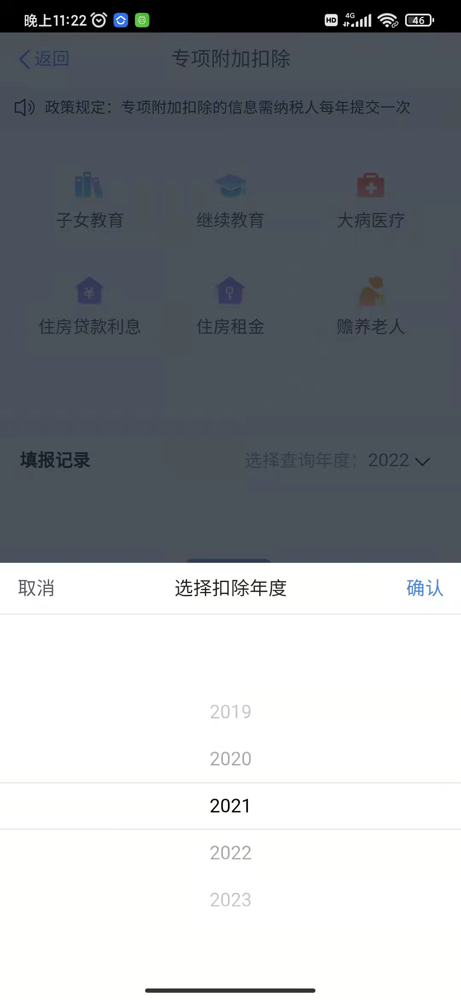 晚上11:22 HD 4G 46
返回 专项附加扣除
政策规定：专项附加扣除的信息需纳税人每年提交一次
子女教育 继续教育 大病医疗
住房贷款利息 住房租金 赡养老人
填报记录 选择查询年度：2022
取消 选择扣除年度 确认
2019
2020
2021
2022
2023